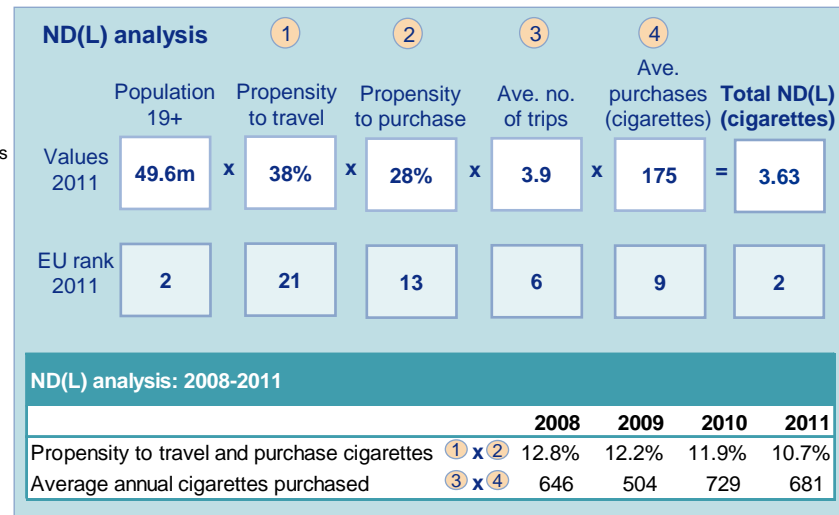 ND(L) analysis 1 2 3 4
Population 19+
Propensity to travel
Propensity to purchase
Ave. no. of trips
Ave. purchases (cigarettes)
Total ND(L) (cigarettes)
s
Values 2011
49.6m x 38% x 28% x 3.9 x 175 = 3.63
EU rank 2011
2 21 13 6 9 2
ND(L) analysis: 2008-2011
2008 2009 2010 2011
Propensity to travel and purchase cigarettes 1 x 2 12.8% 12.2% 11.9% 10.7%
Average annual cigarettes purchased 3 x 4 646 504 729 681